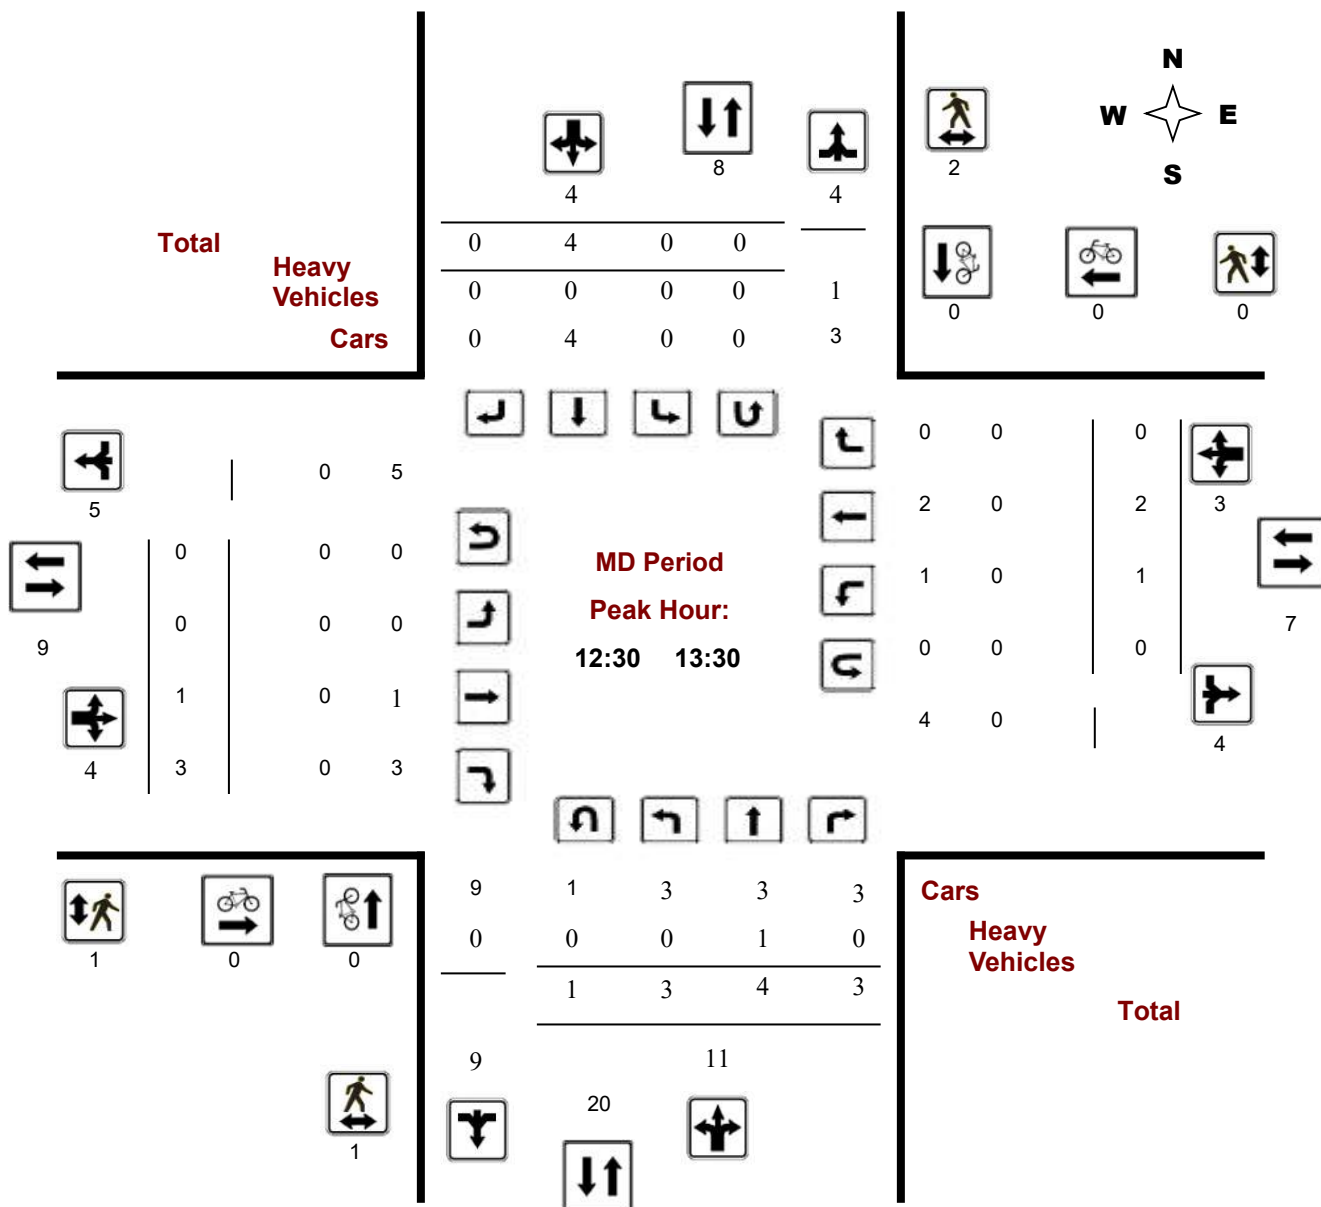 N
W E
S
8
2
4 4
Total 0 4 0 0
Heavy
Vehicles 0 0 0 0 1
0 0 0
Cars 0 4 0 0 3
0 0 0
0 5
5
2 0 2 3
0 0 0
MD Period
1 0 1
Peak Hour:
0 0 0 7
9
12:30 13:30
0 0 0
1 0 1
4 0 4
4 3 0 3
9 1 3 3 3 Cars
0 0 0 1 0 Heavy
Vehicles
1 0 0
1 3 4 3
Total
9 11
20
1